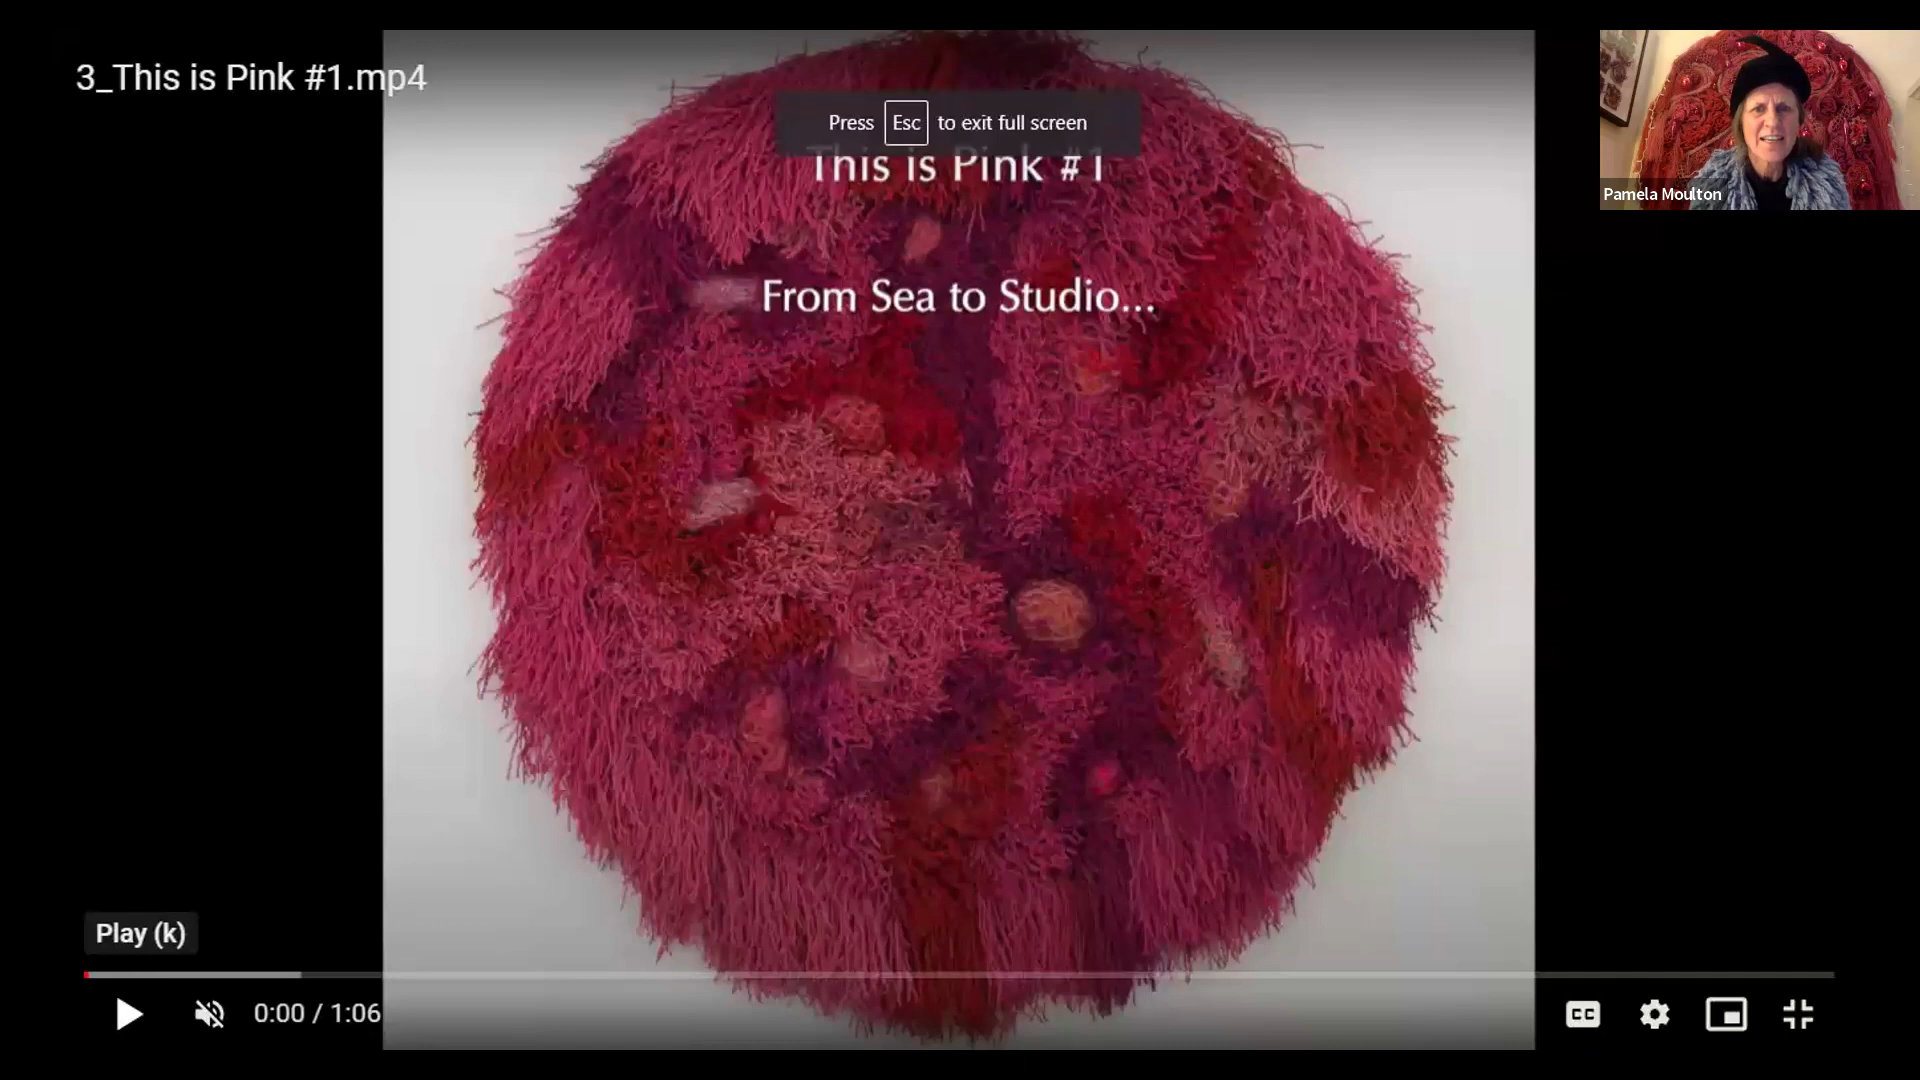 3_This is Pink #1.mp4
Press Esc to exit full screen
This is Pink #1
From Sea to Studio...
Pamela Moulton
Play (k)
0:00 / 1:06
CC